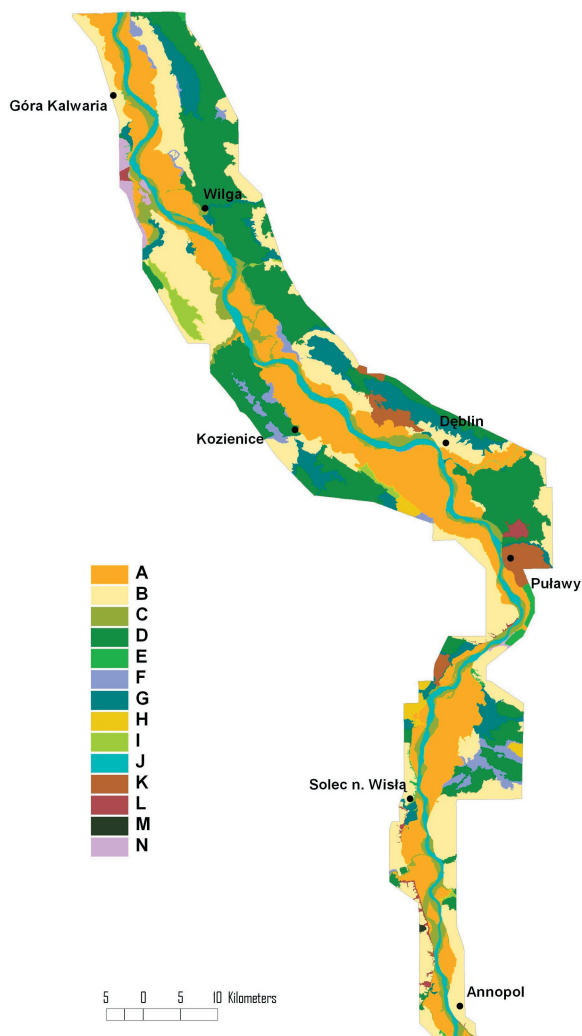 Góra Kalwaria
Wilga
Dęblin
Kozienice
Puławy
A
B
C
D
E
F
G
H
I
J
K
L
M
N
Solec n. Wisłą
Annopol
5 0 5 10 Kilometers